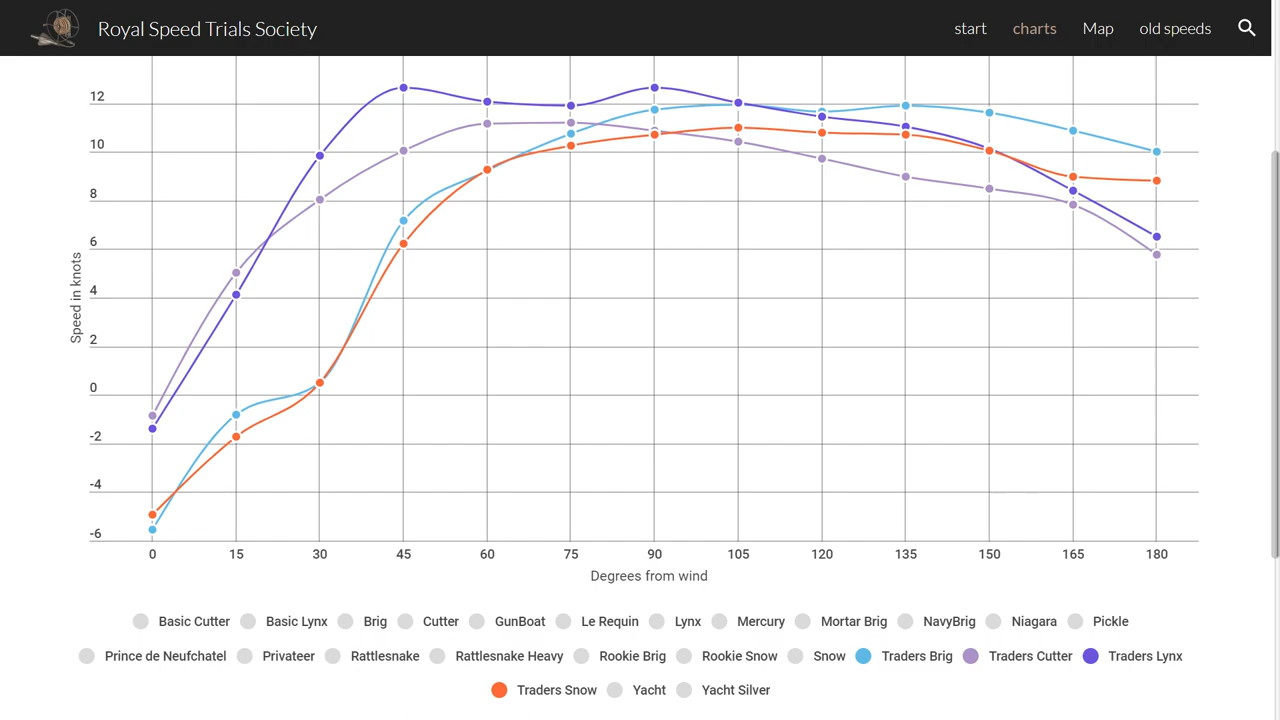 Royal Speed Trials Society
start charts Map old speeds
12
10
8
6
4
2
0
-2
-4
-6
Speed in knots
0 15 30 45 60 75 90 105 120 135 150 165 180
Degrees from wind
Basic Cutter Basic Lynx Brig Cutter GunBoat Le Requin Lynx Mercury Mortar Brig NavyBrig Niagara Pickle
Prince de Neufchatel Privateer Rattlesnake Rattlesnake Heavy Rookie Brig Rookie Snow Snow Traders Brig Traders Cutter Traders Lynx
Traders Snow Yacht Yacht Silver